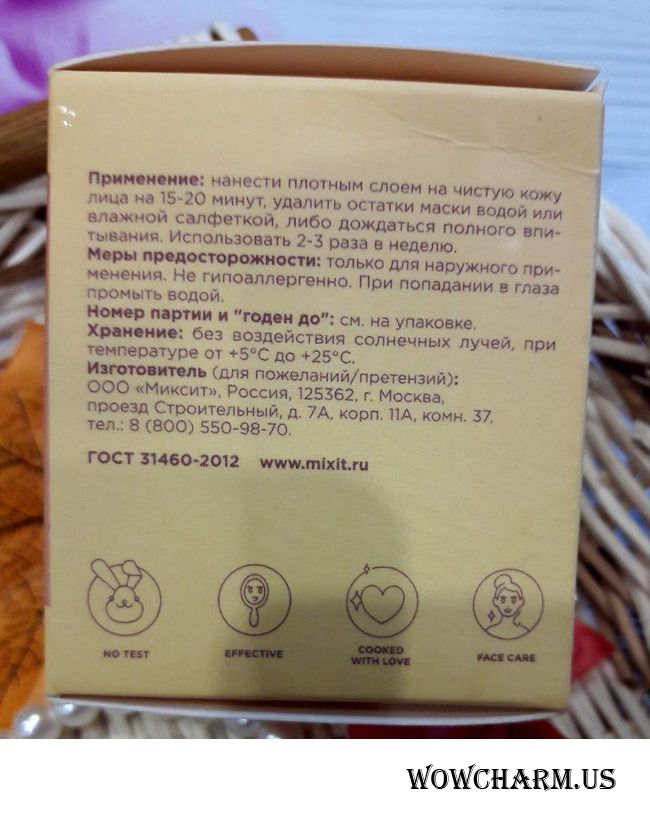 Применение: нанести плотным слоем на чистую кожу
лица на 15-20 минут, удалить остатки маски водой или
влажной салфеткой, либо дождаться полного впи-
тывания. Использовать 2-3 раза в неделю.
Меры предосторожности: только для наружного при-
менения. Не гипоаллергенно. При попадании в глаза
промыть водой.
Номер партии и "годен до": см. на упаковке.
Хранение: без воздействия солнечных лучей, при
температуре от +5°С до +25°С.
Изготовитель (для пожеланий/претензий):
ООО «Миксит», Россия, 125362, г. Москва,
проезд Строительный, д. 7А, корп. 11А, комн. 37.
тел.: 8 (800) 550-98-70.
ГОСТ 31460-2012 www.mixit.ru
NO TEST
EFFECTIVE
COOKED
WITH LOVE
FACE CARE
WOWCHARM.US